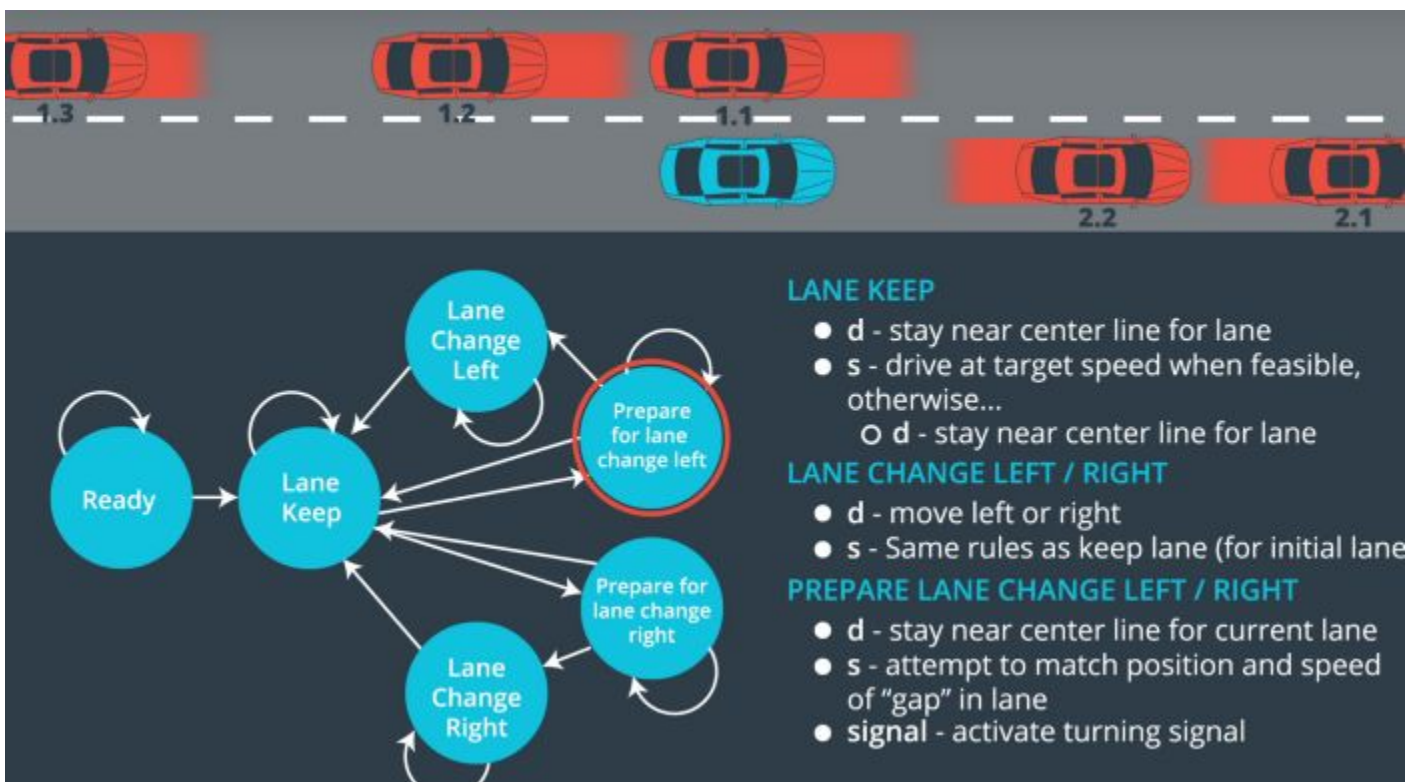 1.3
1.2
1.1
2.2
2.1
Lane
Change
Left
Prepare
for lane
change left
Ready
Lane
Keep
Prepare for
lane change
right
Lane
Change
Right
LANE KEEP
d - stay near center line for lane
s - drive at target speed when feasible,
otherwise...
d - stay near center line for lane
LANE CHANGE LEFT / RIGHT
d - move left or right
s - Same rules as keep lane (for initial lane
PREPARE LANE CHANGE LEFT / RIGHT
d - stay near center line for current lane
s - attempt to match position and speed
of “gap” in lane
signal - activate turning signal